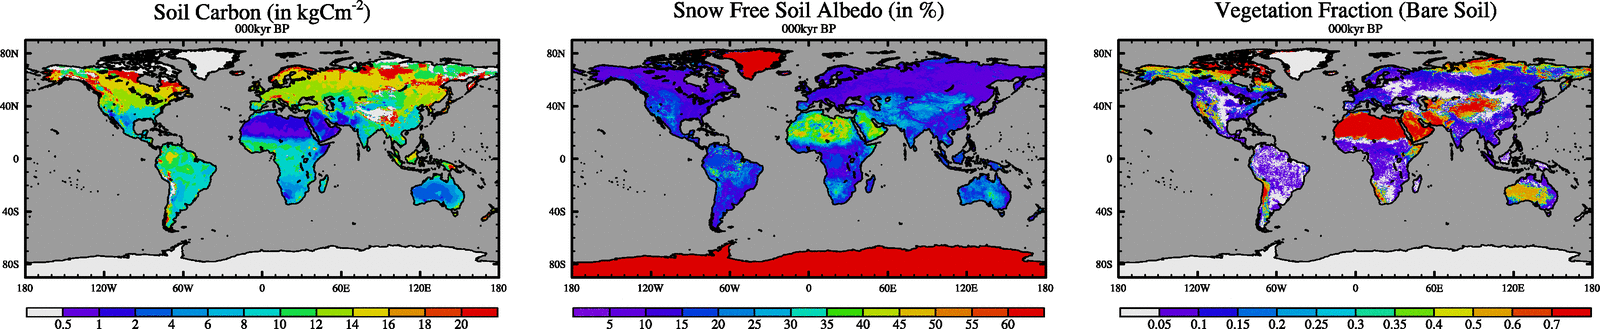 Soil Carbon (in kgCm-2)
000kyr BP
80N
40N
0
40S
80S
120W 60W 0 60E 120E 180
0.5 1 2 4 6 8 10 12 14 16 18 20
Snow Free Soil Albedo (in %)
000kyr BP
80N
40N
0
40S
80S
180 120W 60W 0 60E 120E 180
5 10 15 20 25 30 35 40 45 50 55 60
Vegetation Fraction (Bare Soil)
000kyr BP
80N
40N
0
40S
80S
180 120W 60W 0 60E 120E 180
0.05 0.1 0.15 0.2 0.25 0.3 0.35 0.4 0.5 0.6 0.7